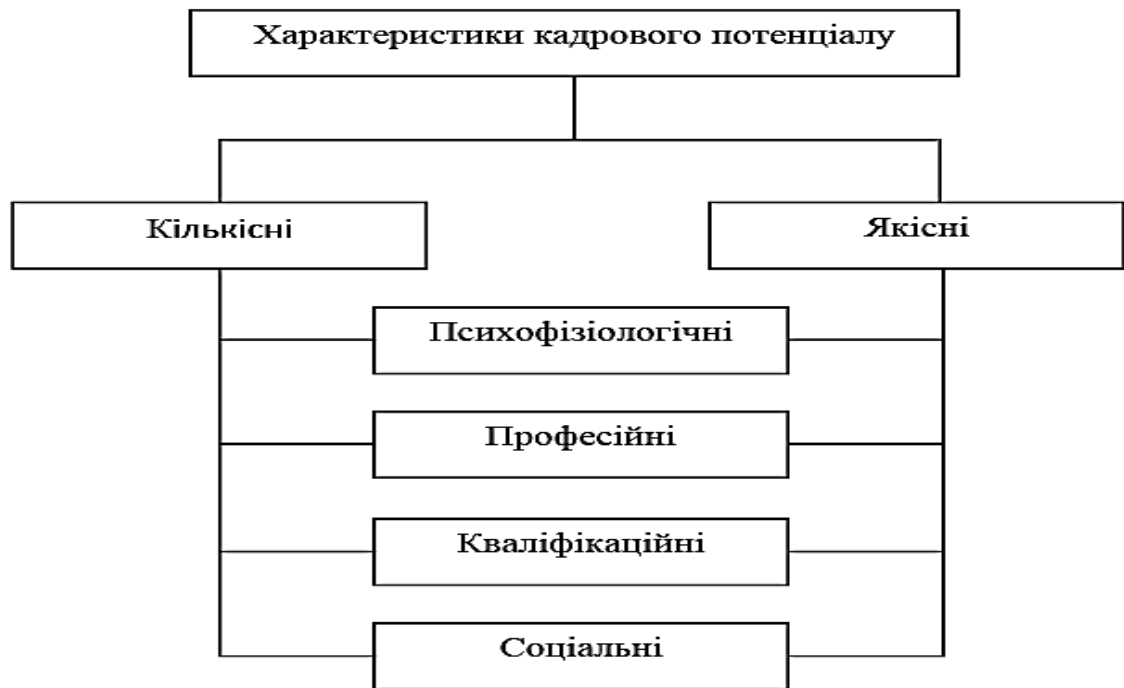 Характеристики кадрового потенціалу
Кількісні
Якісні
Психофізіологічні
Професійні
Кваліфікаційні
Соціальні